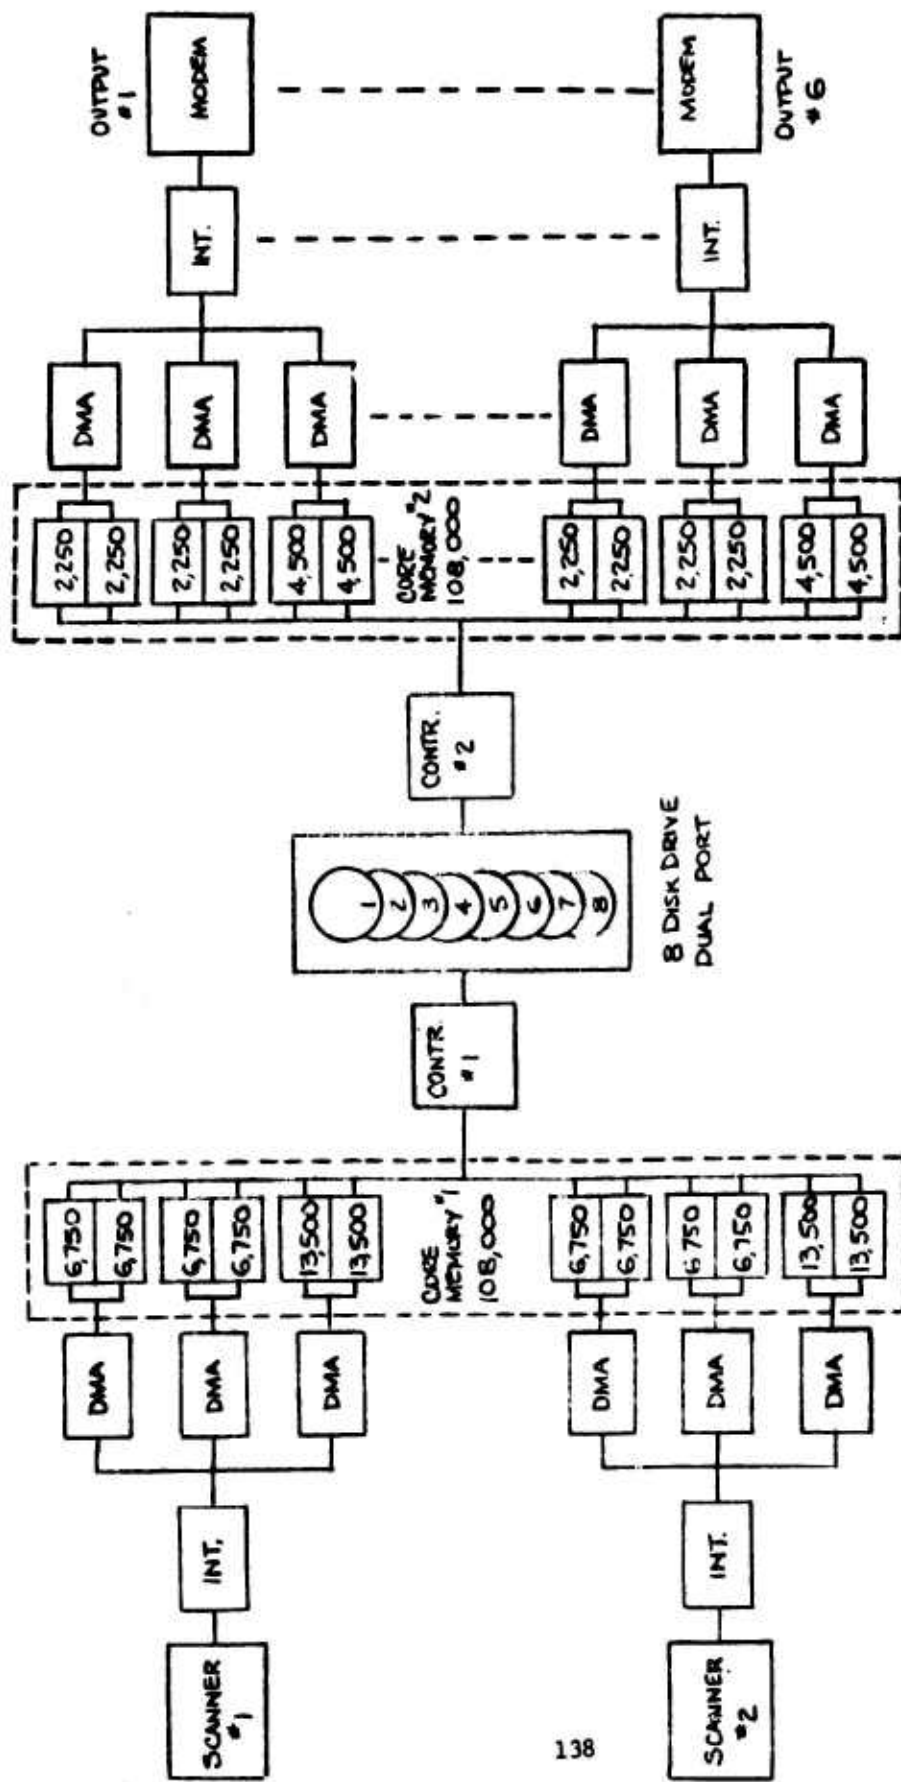 SCANNER
#1
INT.
DMA
DMA
DMA
6,750
6,750
6,750
6,750
13,500
13,500
CORE
MEMORY #1
108,000
SCANNER
#2
INT.
DMA
DMA
DMA
6,750
6,750
6,750
6,750
13,500
13,500
CONTR.
#1
1
2
3
4
5
6
7
8
8 DISK DRIVE
DUAL PORT
CONTR.
#2
2,250
2,250
2,250
2,250
4,500
4,500
CORE
MEMORY #2
108,000
2,250
2,250
2,250
2,250
4,500
4,500
DMA
DMA
DMA
INT.
OUTPUT
#1
MODEM
DMA
DMA
DMA
INT.
MODEM
OUTPUT
#6
138